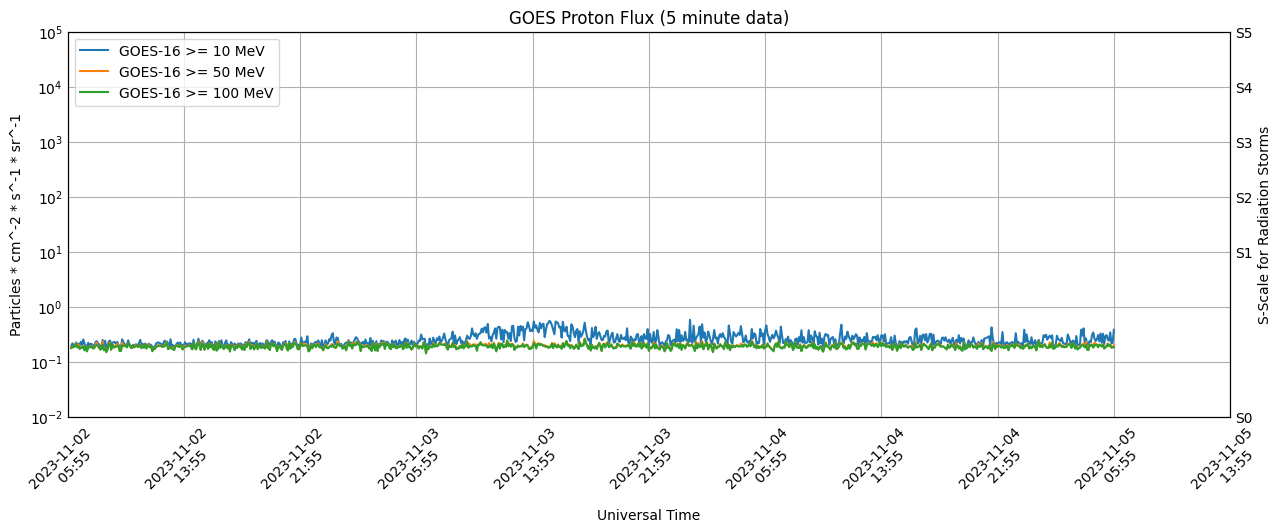 GOES Proton Flux (5 minute data)
GOES-16 >= 10 MeV
GOES-16 >= 50 MeV
GOES-16 >= 100 MeV
Particles * cm^-2 * s^-1 * sr^-1
10^5
10^4
10^3
10^2
10^1
10^0
10^-1
10^-2
S5
S4
S3
S2
S1
S0
S-Scale for Radiation Storms
2023-11-02
05:55
2023-11-02
13:55
2023-11-02
21:55
2023-11-03
05:55
2023-11-03
13:55
2023-11-03
21:55
2023-11-04
05:55
2023-11-04
13:55
2023-11-04
21:55
2023-11-05
05:55
2023-11-05
13:55
Universal Time